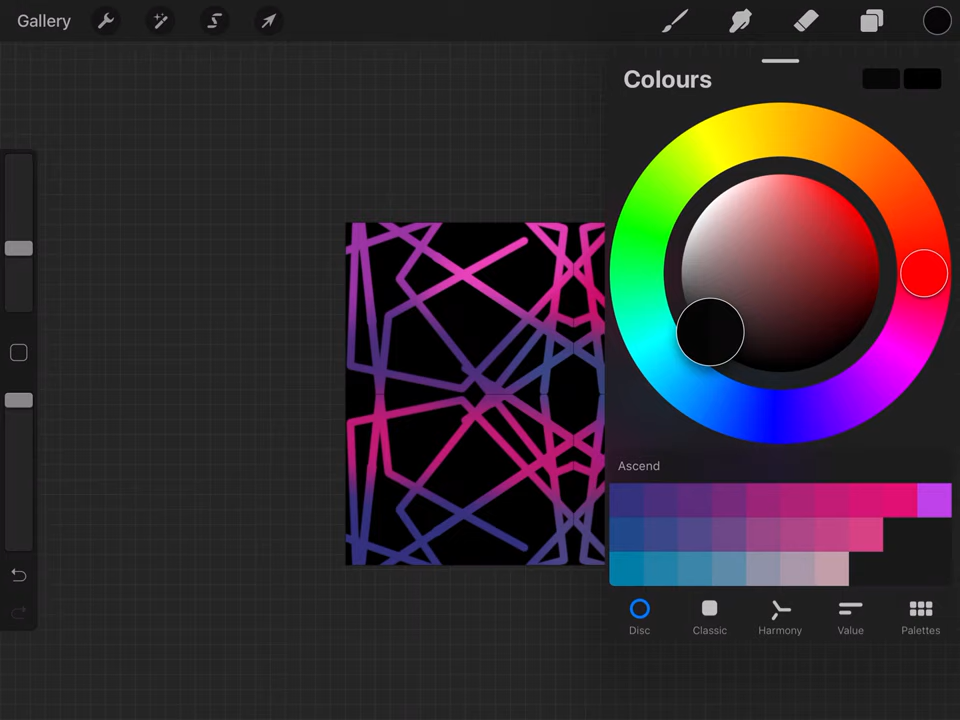 Gallery
Colours
Ascend
Disc
Classic
Harmony
Value
Palettes